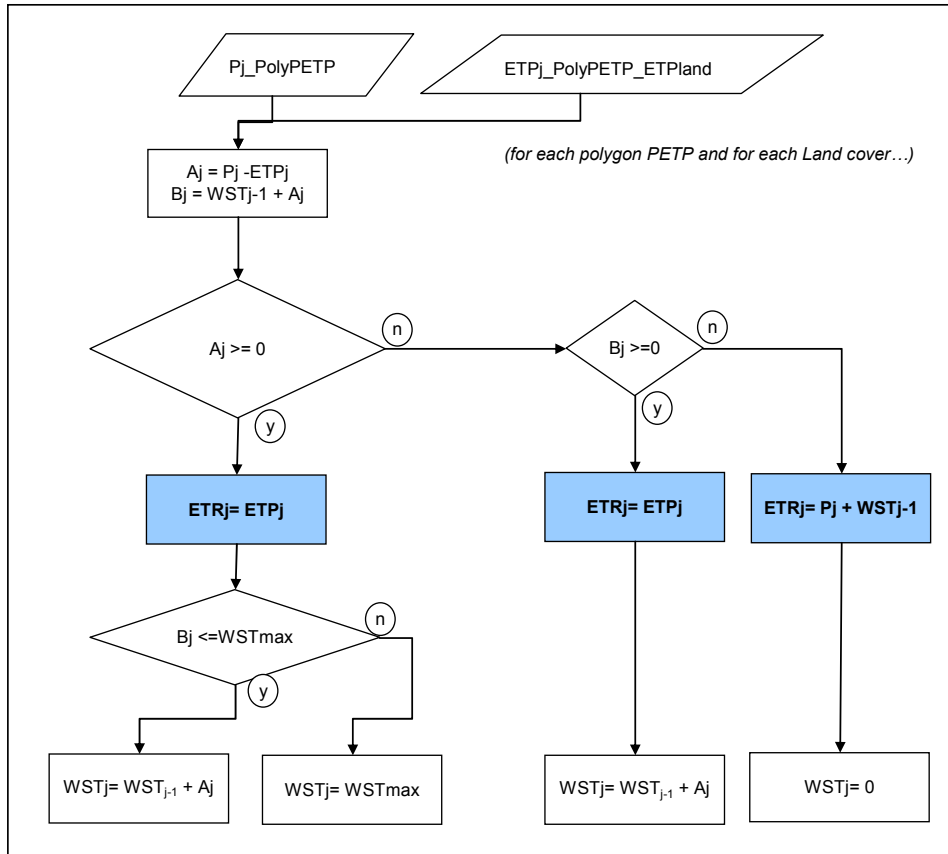 Pj_PolyPETP
ETPj_PolyPETP_ETPland
(for each polygon PETP and for each Land cover…)
Aj = Pj -ETPj
Bj = WSTj-1 + Aj
Aj >= 0
n
Bj >=0
n
y
y
ETRj= ETPj
ETRj= ETPj
ETRj= Pj + WSTj-1
Bj <=WSTmax
n
y
WSTj= WSTj-1 + Aj
WSTj= WSTmax
WSTj= WSTj-1 + Aj
WSTj= 0